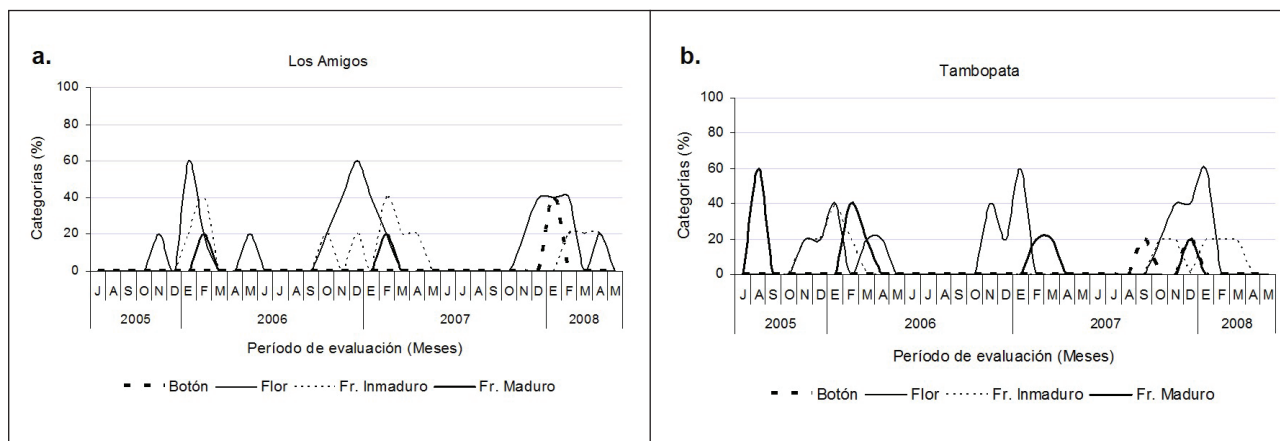 a.
Los Amigos
Categorías (%)
100
80
60
40
20
0
J A S O N D E F M A M J J A S O N D E F M A M J J A S O N D E F M A M
2005 2006 2007 2008
Período de evaluación (Meses)
Botón Flor Fr. Inmaduro Fr. Maduro
b.
Tambopata
Categorías (%)
100
80
60
40
20
0
J A S O N D E F M A M J J A S O N D E F M A M J J A S O N D E F M A M
2005 2006 2007 2008
Período de evaluación (Meses)
Botón Flor Fr. Inmaduro Fr. Maduro